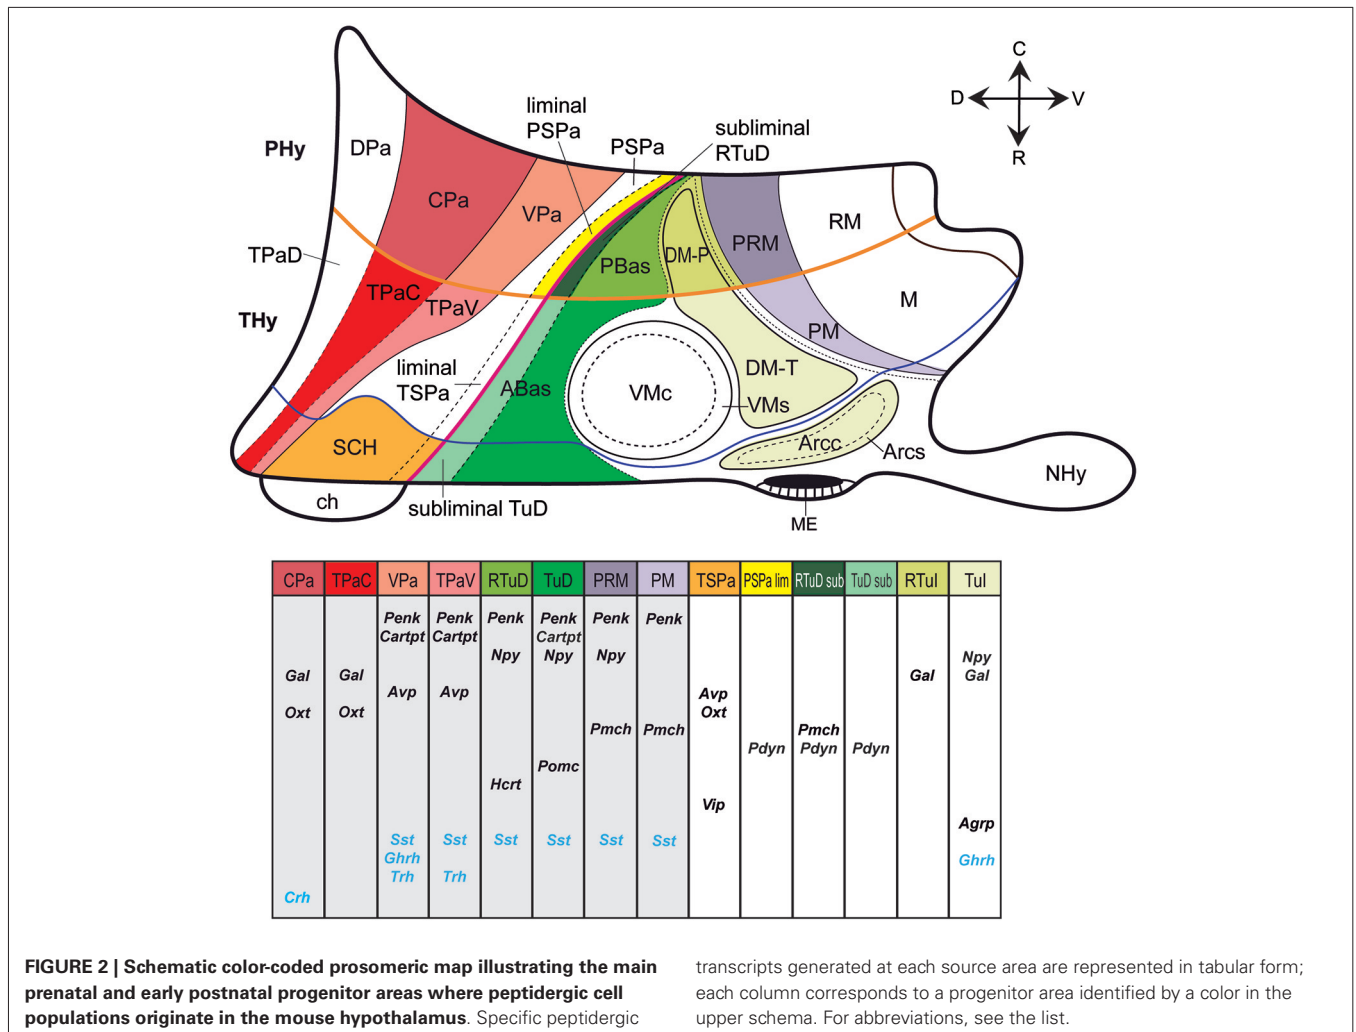 C
D V
R
liminal
PSPa
PSPa
subliminal
RTuD
PHy
DPa
CPa
VPa
RM
TPaD
PBas
DM-P
PRM
THy
TPaC
TPaV
M
PM
liminal
TSPa
ABas
VMc
DM-T
VMs
SCH
Arcc
Arcs
NHy
ch
subliminal TuD
ME
CPa TPaC VPa TPaV RTuD TuD PRM PM TSPa PSPa lim RTuD sub TuD sub RTuI TuI
Penk Penk Penk Penk Penk Penk
Cartpt Cartpt Cartpt
Npy Npy Npy Npy
Gal Gal Gal Gal
Avp Avp Avp
Oxt Oxt Oxt
Pmch Pmch Pmch
Pdyn Pdyn Pdyn
Pomc
Hcrt
Vip
Agrp
Sst Sst Sst Sst Sst Sst
Ghrh Ghrh
Trh Trh
Crh
FIGURE 2 | Schematic color-coded prosomeric map illustrating the main
prenatal and early postnatal progenitor areas where peptidergic cell
populations originate in the mouse hypothalamus. Specific peptidergic
transcripts generated at each source area are represented in tabular form;
each column corresponds to a progenitor area identified by a color in the
upper schema. For abbreviations, see the list.